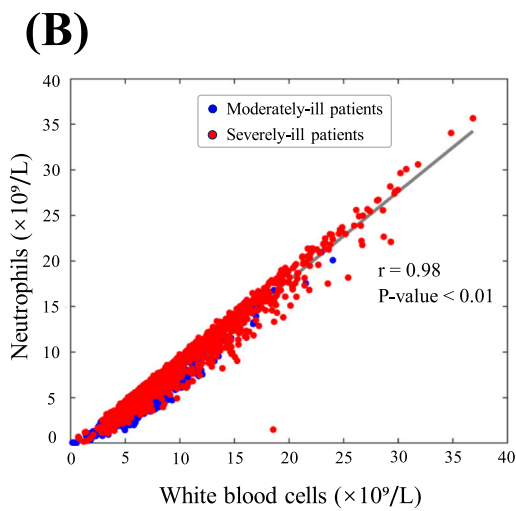 (B)
Moderately-ill patients
Severely-ill patients
r = 0.98
P-value < 0.01
Neutrophils (×10⁹/L)
40
35
30
25
20
15
10
5
0
0 5 10 15 20 25 30 35 40
White blood cells (×10⁹/L)